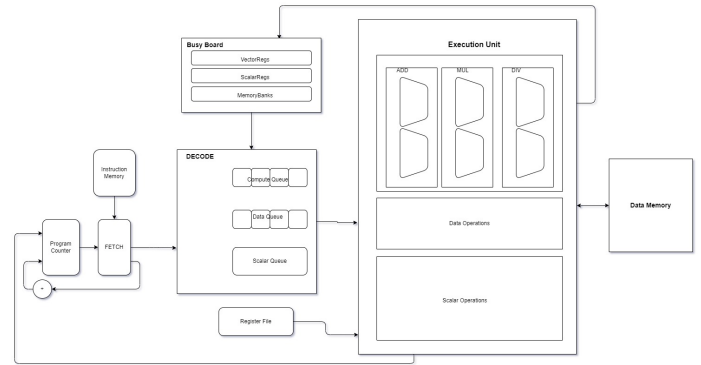 Busy Board
VectorRegs
ScalarRegs
MemoryBanks
Execution Unit
ADD
MUL
DIV
DECODE
Compute Queue
Data Queue
Scalar Queue
Instruction
Memory
Program
Counter
FETCH
+
Register File
Data Operations
Scalar Operations
Data Memory